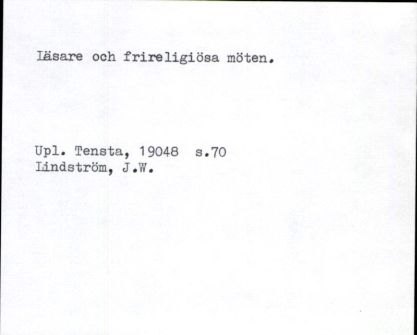 Läsare och frireligiösa möten.
Upl. Tensta, 19048 s.70
Lindström, J.W.